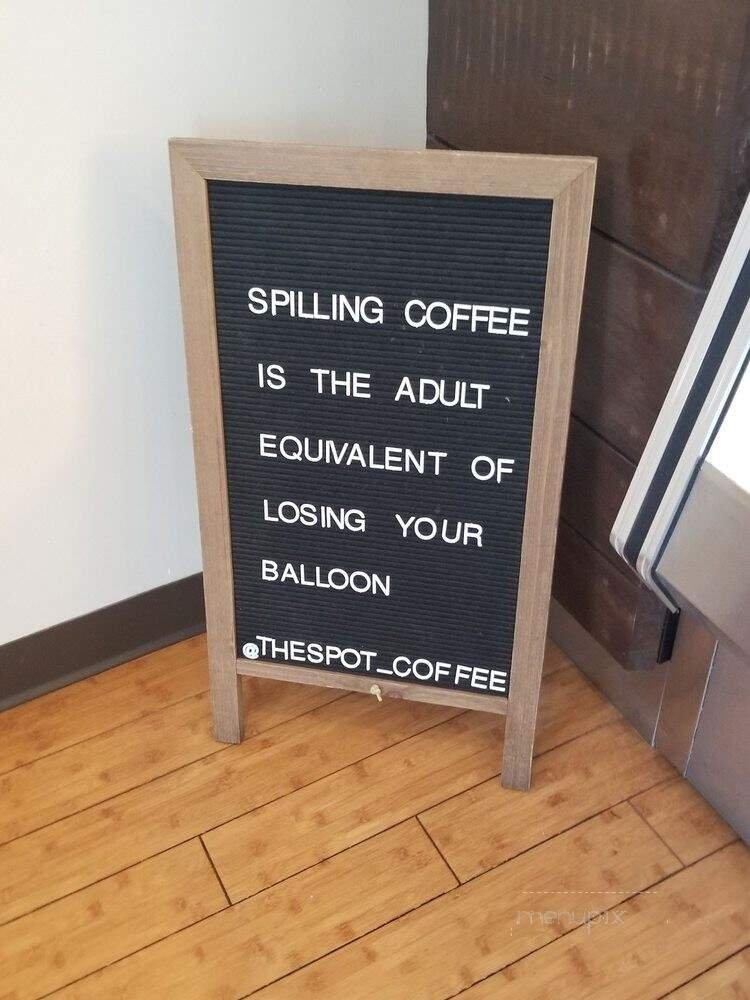 SPILLING COFFEE
IS THE ADULT
EQUIVALENT OF
LOSING YOUR
BALLOON
@THESPOT_COFFEE
menupix